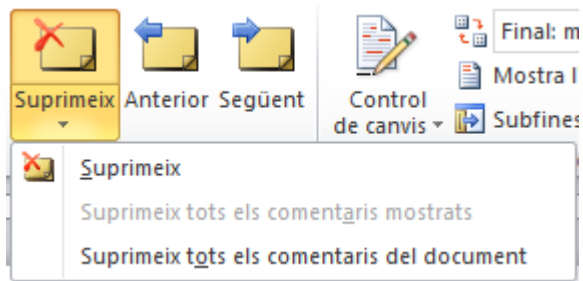 Suprimeix Anterior Següent
Control
de canvis
Final: m
Mostra l
Subfines
Suprimeix
Suprimeix tots els comentaris mostrats
Suprimeix tots els comentaris del document